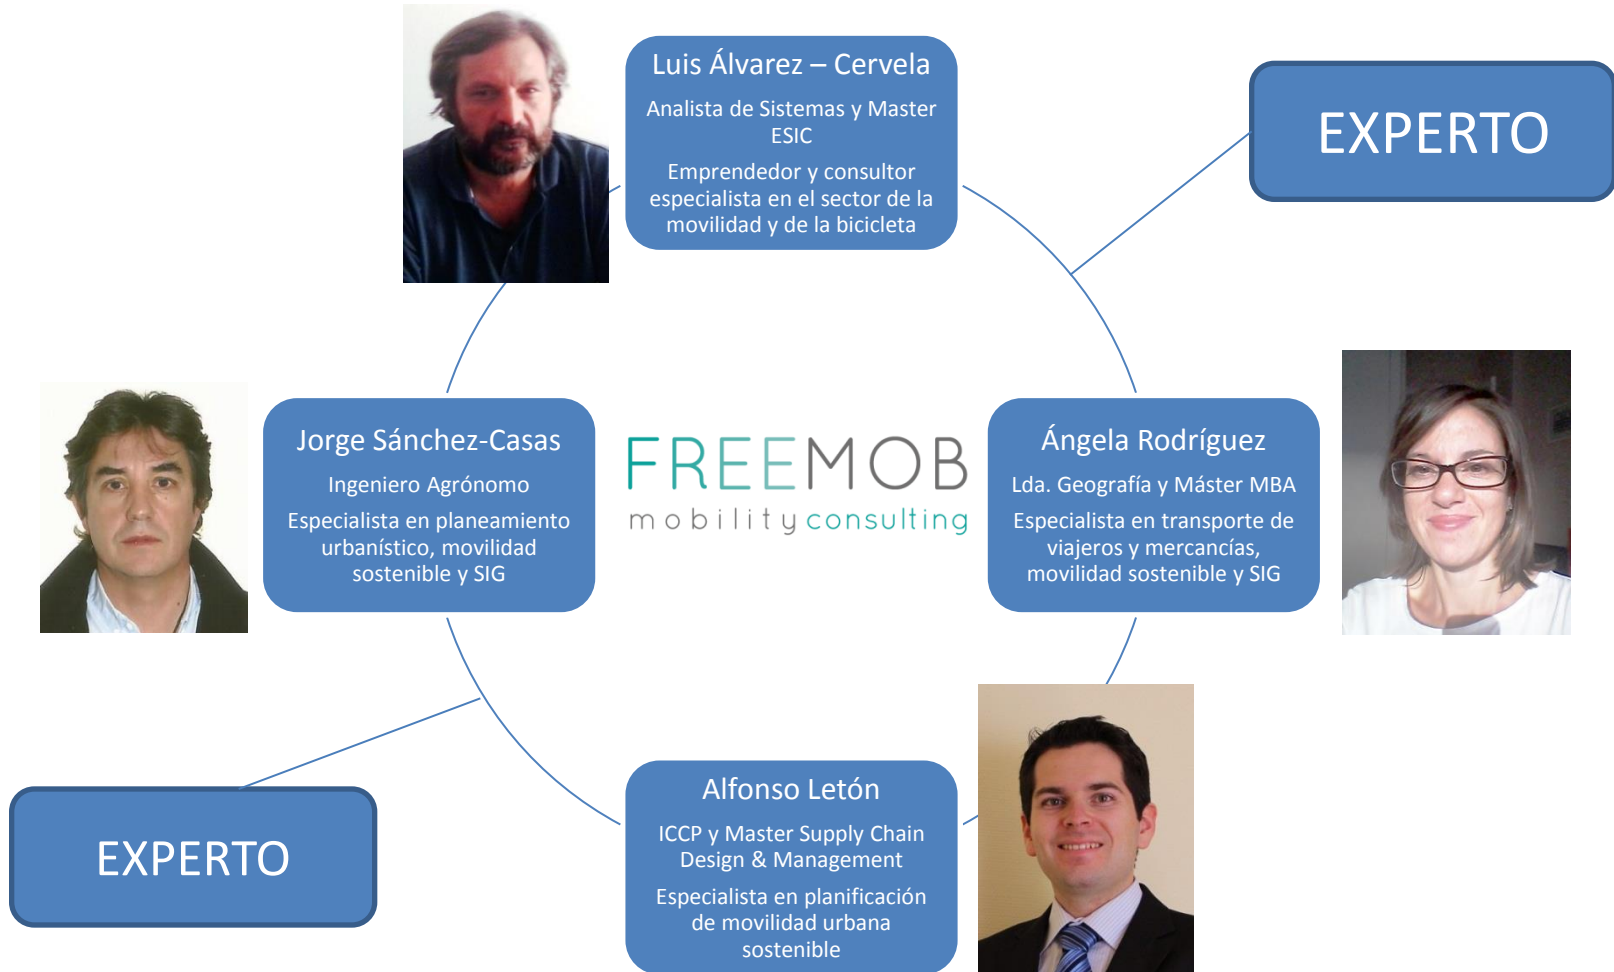 Luis Álvarez – Cervela
Analista de Sistemas y Master
ESIC
Emprendedor y consultor
especialista en el sector de la
movilidad y de la bicicleta
EXPERTO
Jorge Sánchez-Casas
Ingeniero Agrónomo
Especialista en planeamiento
urbanístico, movilidad
sostenible y SIG
FREEMOB
mobilityconsulting
Ángela Rodríguez
Lda. Geografía y Máster MBA
Especialista en transporte de
viajeros y mercancías,
movilidad sostenible y SIG
EXPERTO
Alfonso Letón
ICCP y Master Supply Chain
Design & Management
Especialista en planificación
de movilidad urbana
sostenible